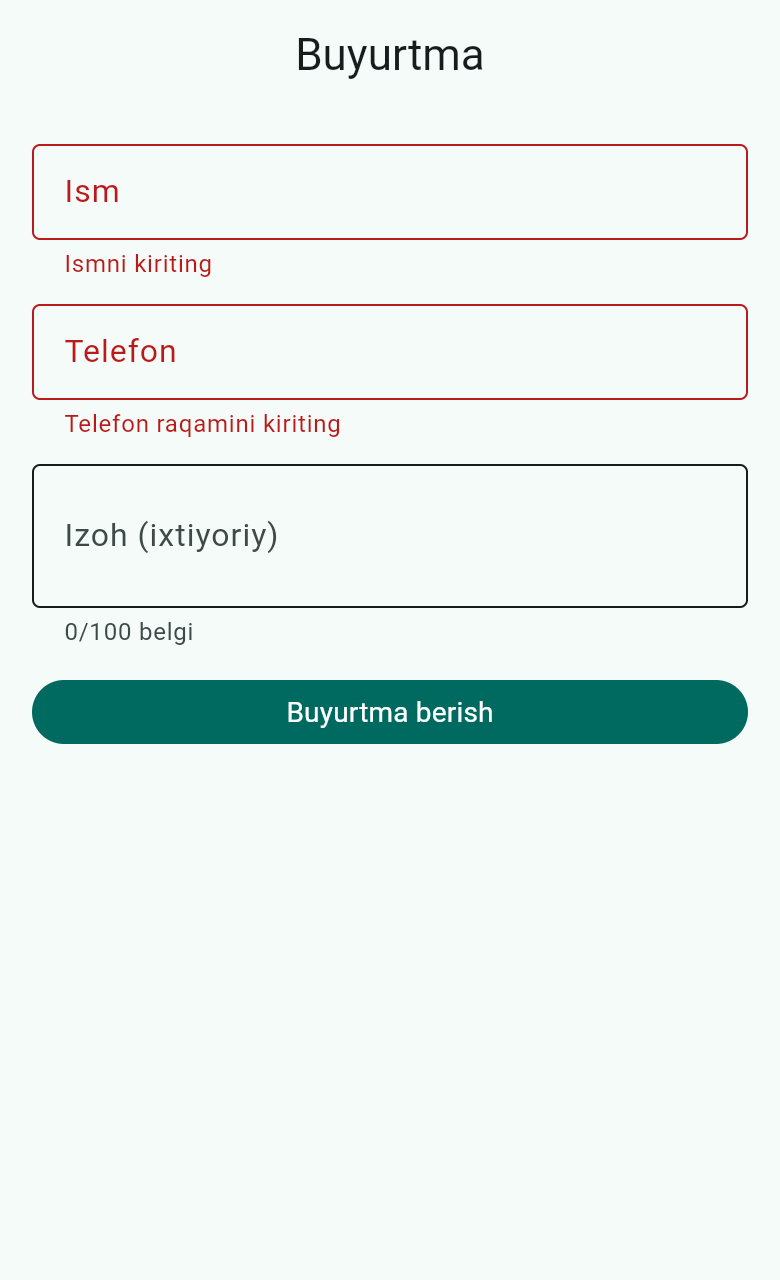 Buyurtma
Ism
Ismni kiriting
Telefon
Telefon raqamini kiriting
Izoh (ixtiyoriy)
0/100 belgi
Buyurtma berish